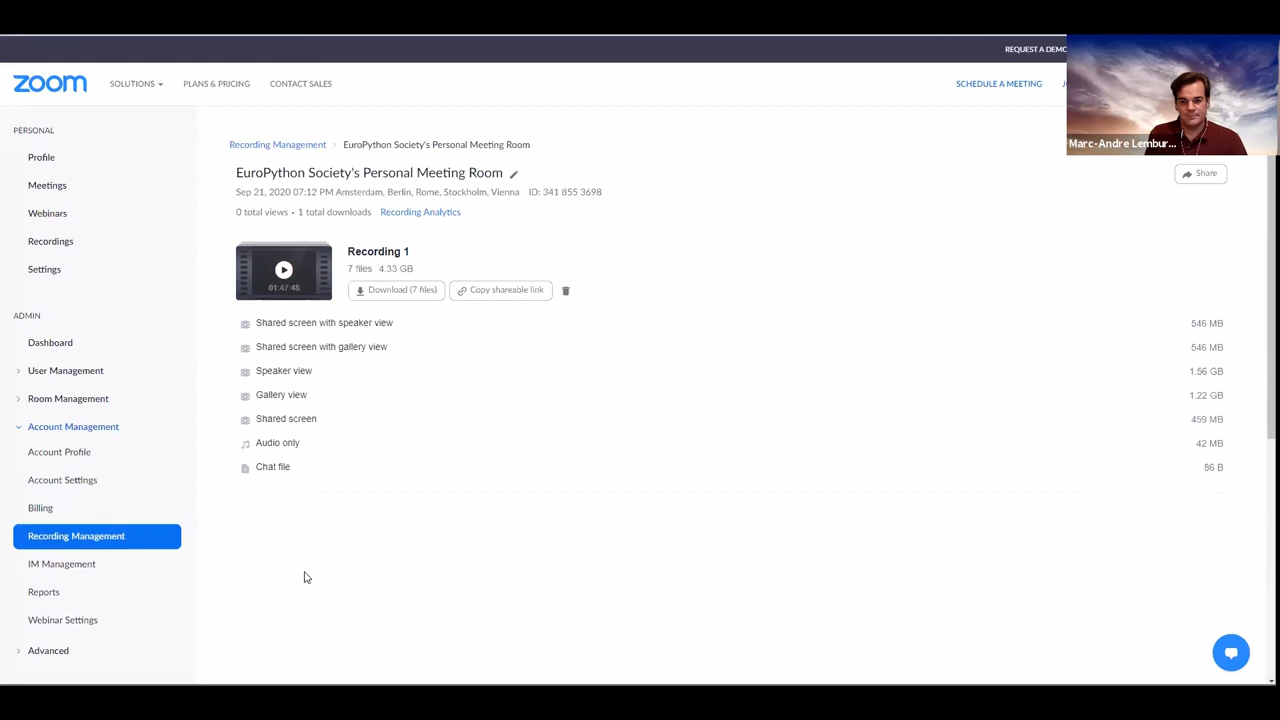 REQUEST A DEMO
zoom
SOLUTIONS
PLANS & PRICING
CONTACT SALES
SCHEDULE A MEETING
Marc-Andre Lembur...
PERSONAL
Profile
Meetings
Webinars
Recordings
Settings
ADMIN
Dashboard
User Management
Room Management
Account Management
Account Profile
Account Settings
Billing
Recording Management
IM Management
Reports
Webinar Settings
Advanced
Recording Management > EuroPython Society's Personal Meeting Room
EuroPython Society's Personal Meeting Room
Share
Sep 21, 2020 07:12 PM Amsterdam, Berlin, Rome, Stockholm, Vienna ID: 341 855 3698
0 total views • 1 total downloads Recording Analytics
01:47:48
Recording 1
7 files 4.33 GB
Download (7 files)
Copy shareable link
Shared screen with speaker view 546 MB
Shared screen with gallery view 546 MB
Speaker view 1.56 GB
Gallery view 1.22 GB
Shared screen 459 MB
Audio only 42 MB
Chat file 86 B